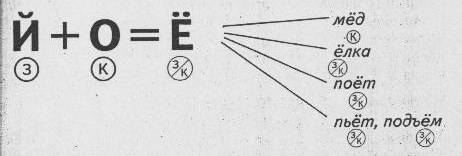 Й + О = Ё
З К З/К
мёд
К
ёлка
З/К
поёт
З/К
пьёт, подъём
З/К З/К